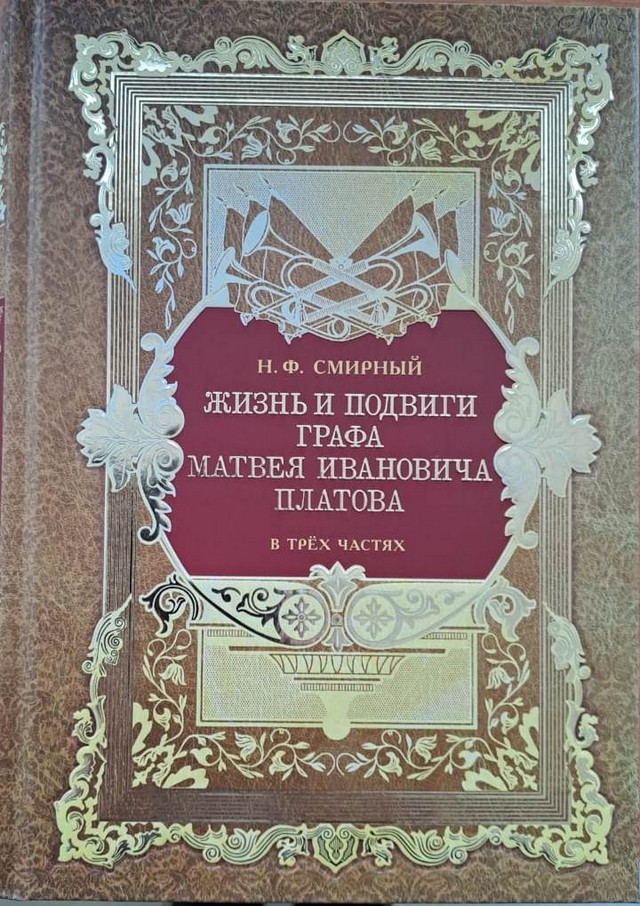 Н. Ф. СМИРНЫЙ
ЖИЗНЬ И ПОДВИГИ
ГРАФА
МАТВЕЯ ИВАНОВИЧА
ПЛАТОВА
В ТРЁХ ЧАСТЯХ